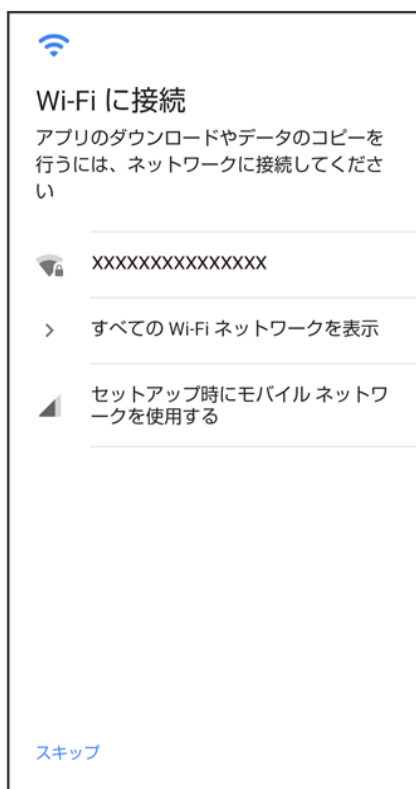 Wi-Fi に接続
アプリのダウンロードやデータのコピーを
行うには、ネットワークに接続してくださ
い
XXXXXXXXXXXXXXX
すべての Wi-Fi ネットワークを表示
セットアップ時にモバイル ネットワ
ークを使用する
スキップ